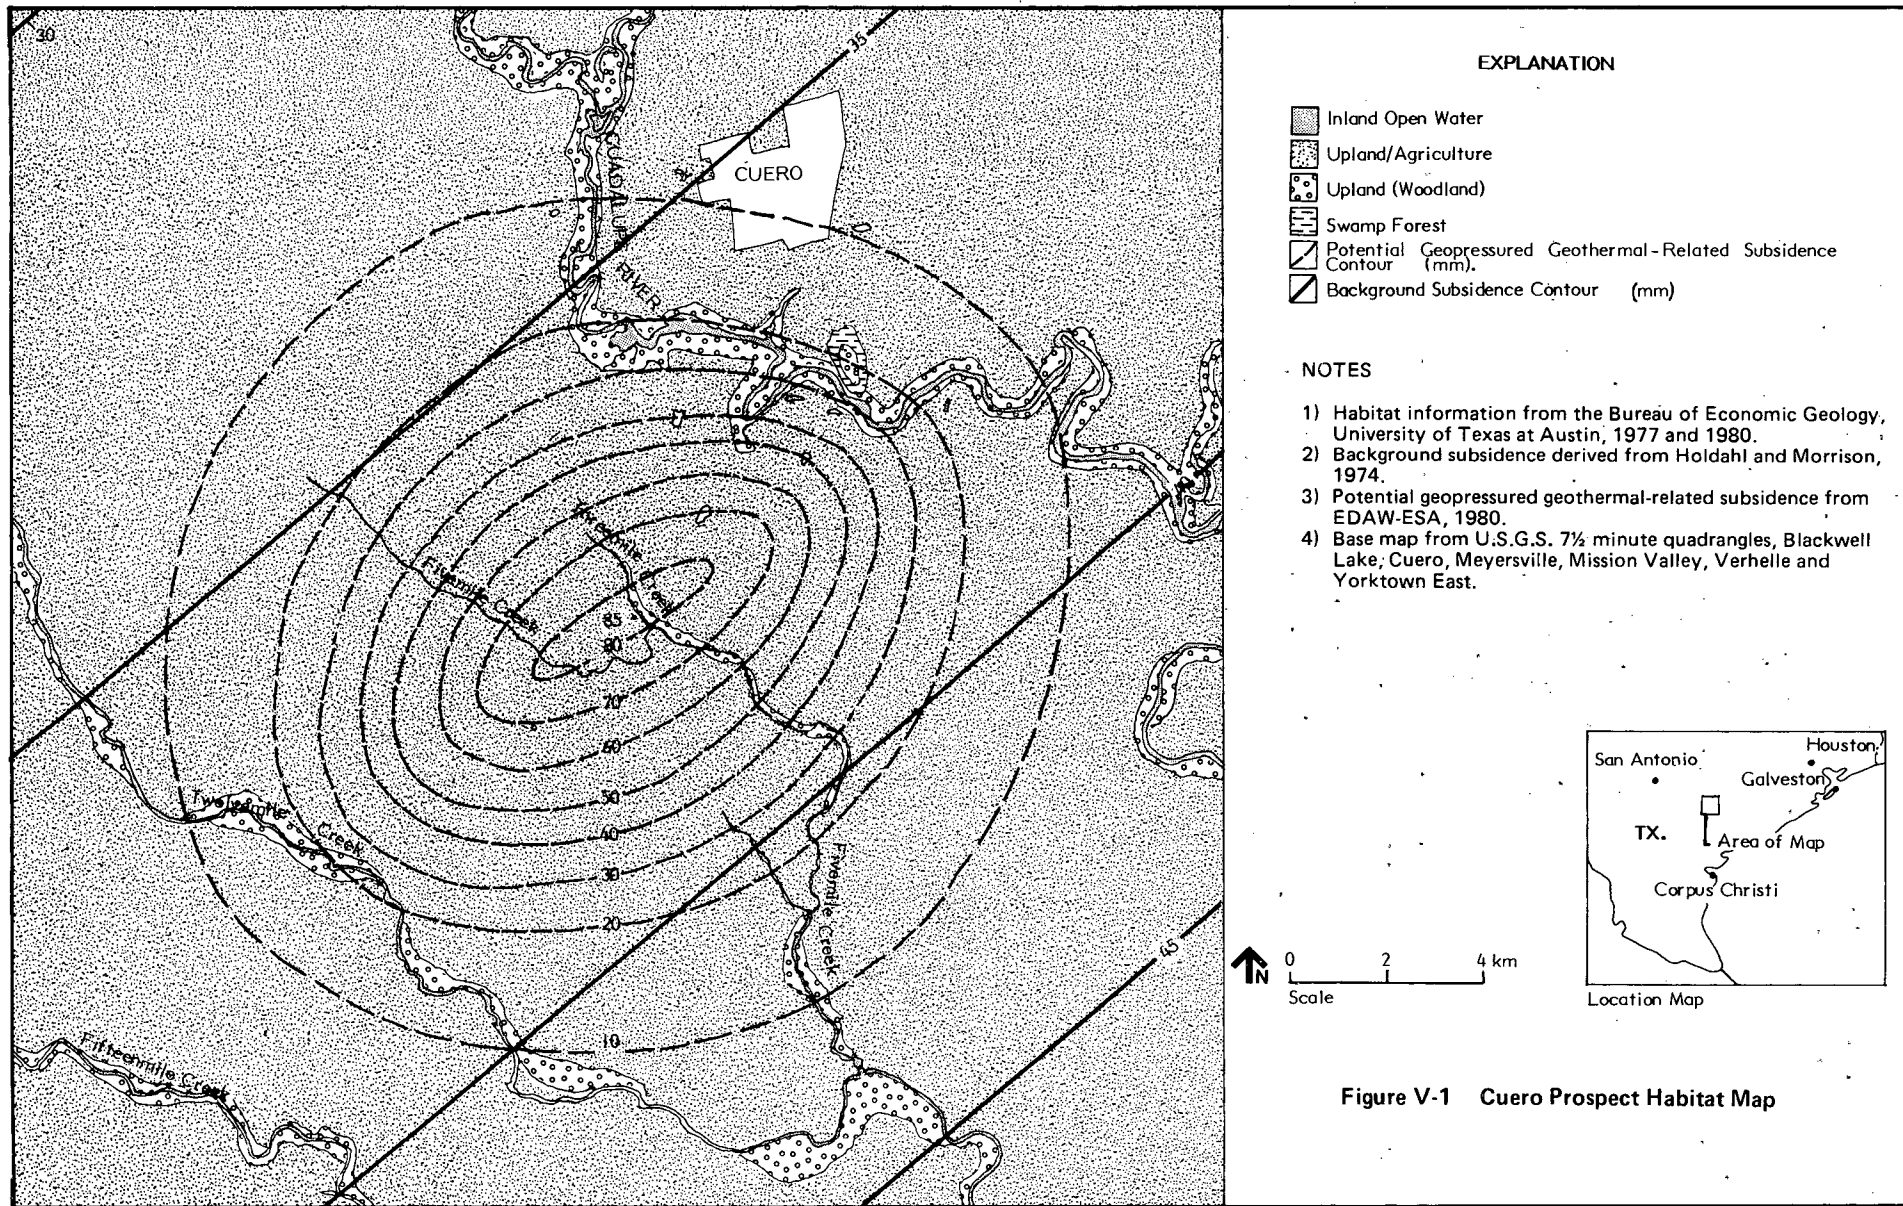 30
35
CUERO
GUADALUPE
RIVER
Threemile Creek
Fivemile Creek
85
80
70
60
50
40
30
20
10
Twelvemile
Creek
Fivemile Creek
Fifteenmile Creek
45
EXPLANATION
Inland Open Water
Upland/Agriculture
Upland (Woodland)
Swamp Forest
Potential Geopressured Geothermal-Related Subsidence
Contour (mm).
Background Subsidence Contour (mm)
NOTES
1) Habitat information from the Bureau of Economic Geology,
University of Texas at Austin, 1977 and 1980.
2) Background subsidence derived from Holdahl and Morrison,
1974.
3) Potential geopressured geothermal-related subsidence from
EDAW-ESA, 1980.
4) Base map from U.S.G.S. 7½ minute quadrangles, Blackwell
Lake, Cuero, Meyersville, Mission Valley, Verhelle and
Yorktown East.
San Antonio
Houston
Galveston
TX.
Area of Map
Corpus Christi
Location Map
N
0 2 4 km
Scale
Figure V-1 Cuero Prospect Habitat Map